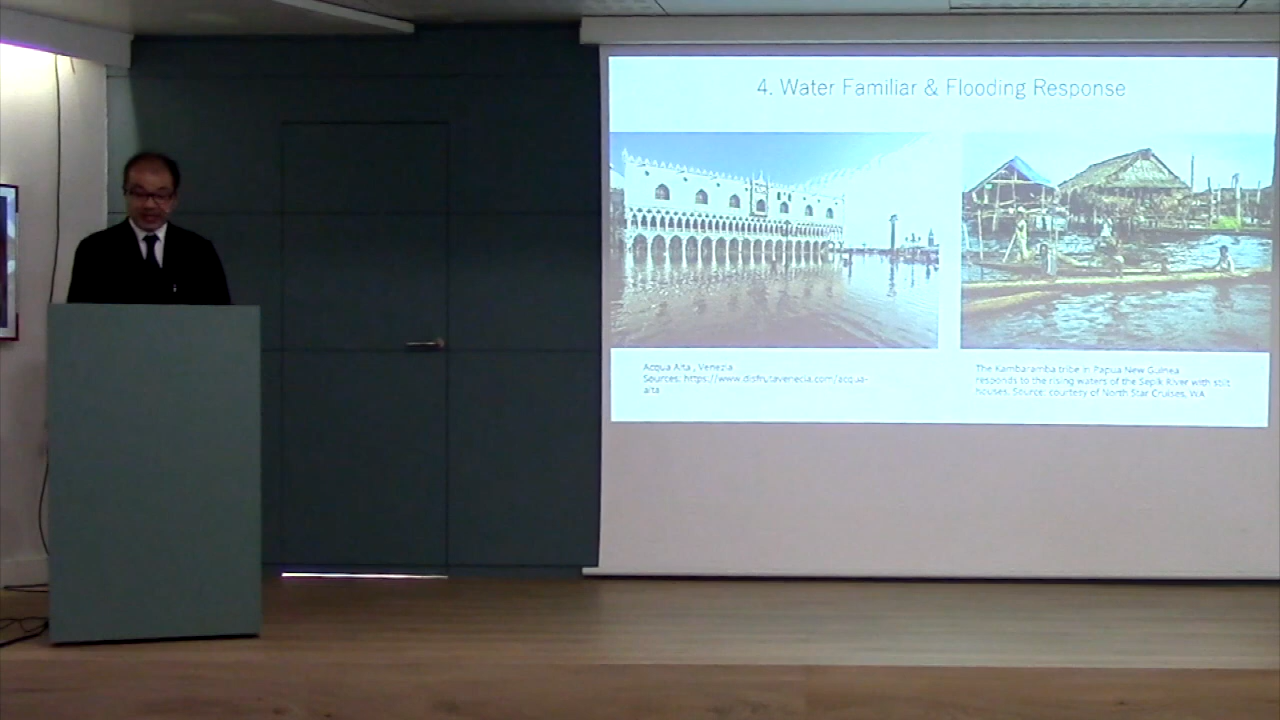 4. Water Familiar & Flooding Response
Acqua Alta, Venezia
Sources: https://www.disfrutavenecia.com/acqua-
alta
The Kambaramba tribe in Papua New Guinea
responds to the rising waters of the Sepik River with stilt
houses. Source: courtesy of North Star Cruises, WA